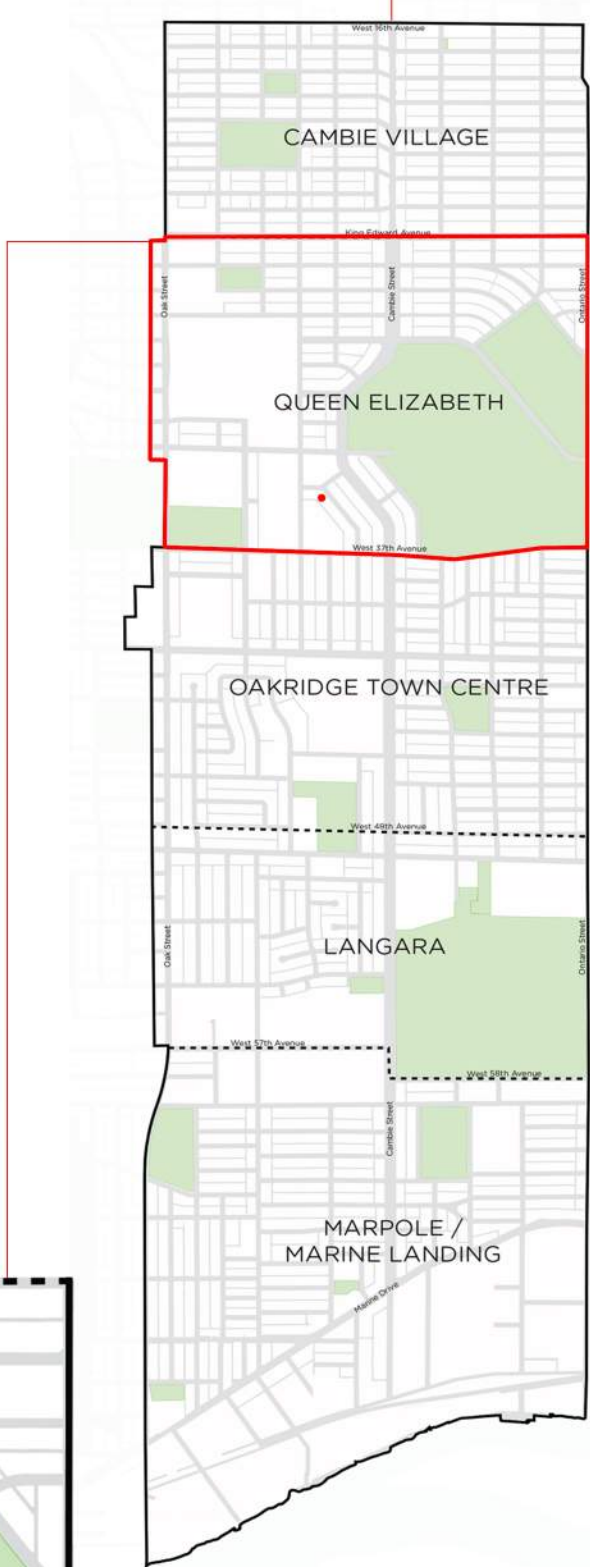 West 16th Avenue
CAMBIE VILLAGE
King Edward Avenue
Oak Street
Cambie Street
Ontario Street
QUEEN ELIZABETH
West 37th Avenue
OAKRIDGE TOWN CENTRE
West 49th Avenue
Oak Street
LANGARA
Ontario Street
West 57th Avenue
West 58th Avenue
Cambie Street
MARPOLE /
MARINE LANDING
Marine Drive